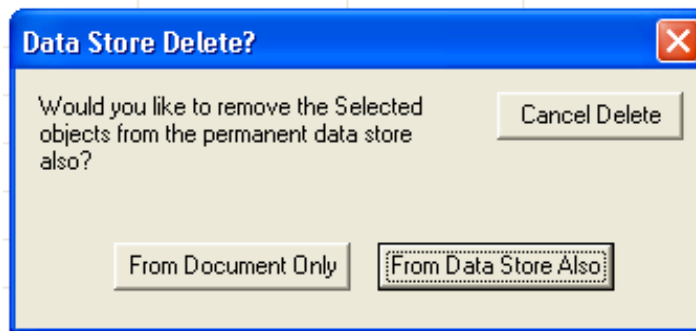 Data Store Delete?
Would you like to remove the Selected
objects from the permanent data store
also?
Cancel Delete
From Document Only
From Data Store Also